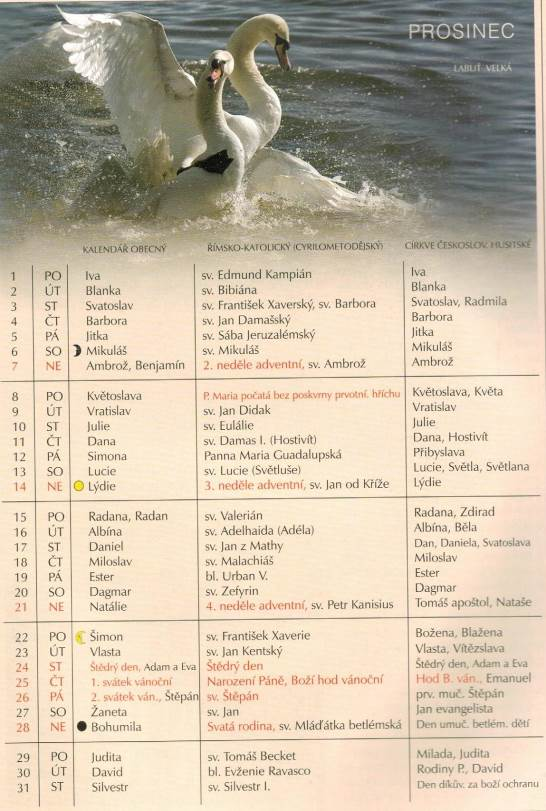 PROSINEC
LABUŤ VELKÁ
KALENDÁŘ OBECNÝ ŘÍMSKO-KATOLICKÝ (CYRILOMETODĚJSKÝ) CÍRKVE ČESKOSLOV. HUSITSKÉ
1 PO Iva sv. Edmund Kampián Iva
2 ÚT Blanka sv. Bibiána Blanka
3 ST Svatoslav sv. František Xaverský, sv. Barbora Svatoslav, Radmila
4 ČT Barbora sv. Jan Damašský Barbora
5 PÁ Jitka sv. Sába Jeruzalémský Jitka
6 SO Mikuláš sv. Mikuláš Mikuláš
7 NE Ambrož, Benjamín 2. neděle adventní, sv. Ambrož Ambrož
8 PO Květoslava P. Maria počatá bez poskvrny prvotní. hříchu Květoslava, Květa
9 ÚT Vratislav sv. Jan Didak Vratislav
10 ST Julie sv. Eulálie Julie
11 ČT Dana sv. Damas I. (Hostivít) Dana, Hostivít
12 PÁ Simona Panna Maria Guadalupská Přibyslava
13 SO Lucie sv. Lucie (Světluše) Lucie, Světla, Světlana
14 NE Lýdie 3. neděle adventní, sv. Jan od Kříže Lýdie
15 PO Radana, Radan sv. Valerián Radana, Zdirad
16 ÚT Albína sv. Adelhaida (Adéla) Albína, Běla
17 ST Daniel sv. Jan z Mathy Dan, Daniela, Svatoslava
18 ČT Miloslav sv. Malachiáš Miloslav
19 PÁ Ester bl. Urban V. Ester
20 SO Dagmar sv. Zefyrin Dagmar
21 NE Natálie 4. neděle adventní, sv. Petr Kanisius Tomáš apoštol, Nataše
22 PO Šimon sv. František Xaverie Božena, Blažena
23 ÚT Vlasta sv. Jan Kentský Vlasta, Vítězslava
24 ST Štědrý den, Adam a Eva Štědrý den Štědrý den, Adam a Eva
25 ČT 1. svátek vánoční Narození Páně, Boží hod vánoční Hod B. ván., Emanuel
26 PÁ 2. svátek ván., Štěpán sv. Štěpán prv. muč. Štěpán
27 SO Žaneta sv. Jan Jan evangelista
28 NE Bohumila Svatá rodina, sv. Mláďátka betlémská Den umuč. betlém. dětí
29 PO Judita sv. Tomáš Becket Milada, Judita
30 ÚT David bl. Evženie Ravasco Rodiny P., David
31 ST Silvestr sv. Silvestr I. Den díkův. za boží ochranu